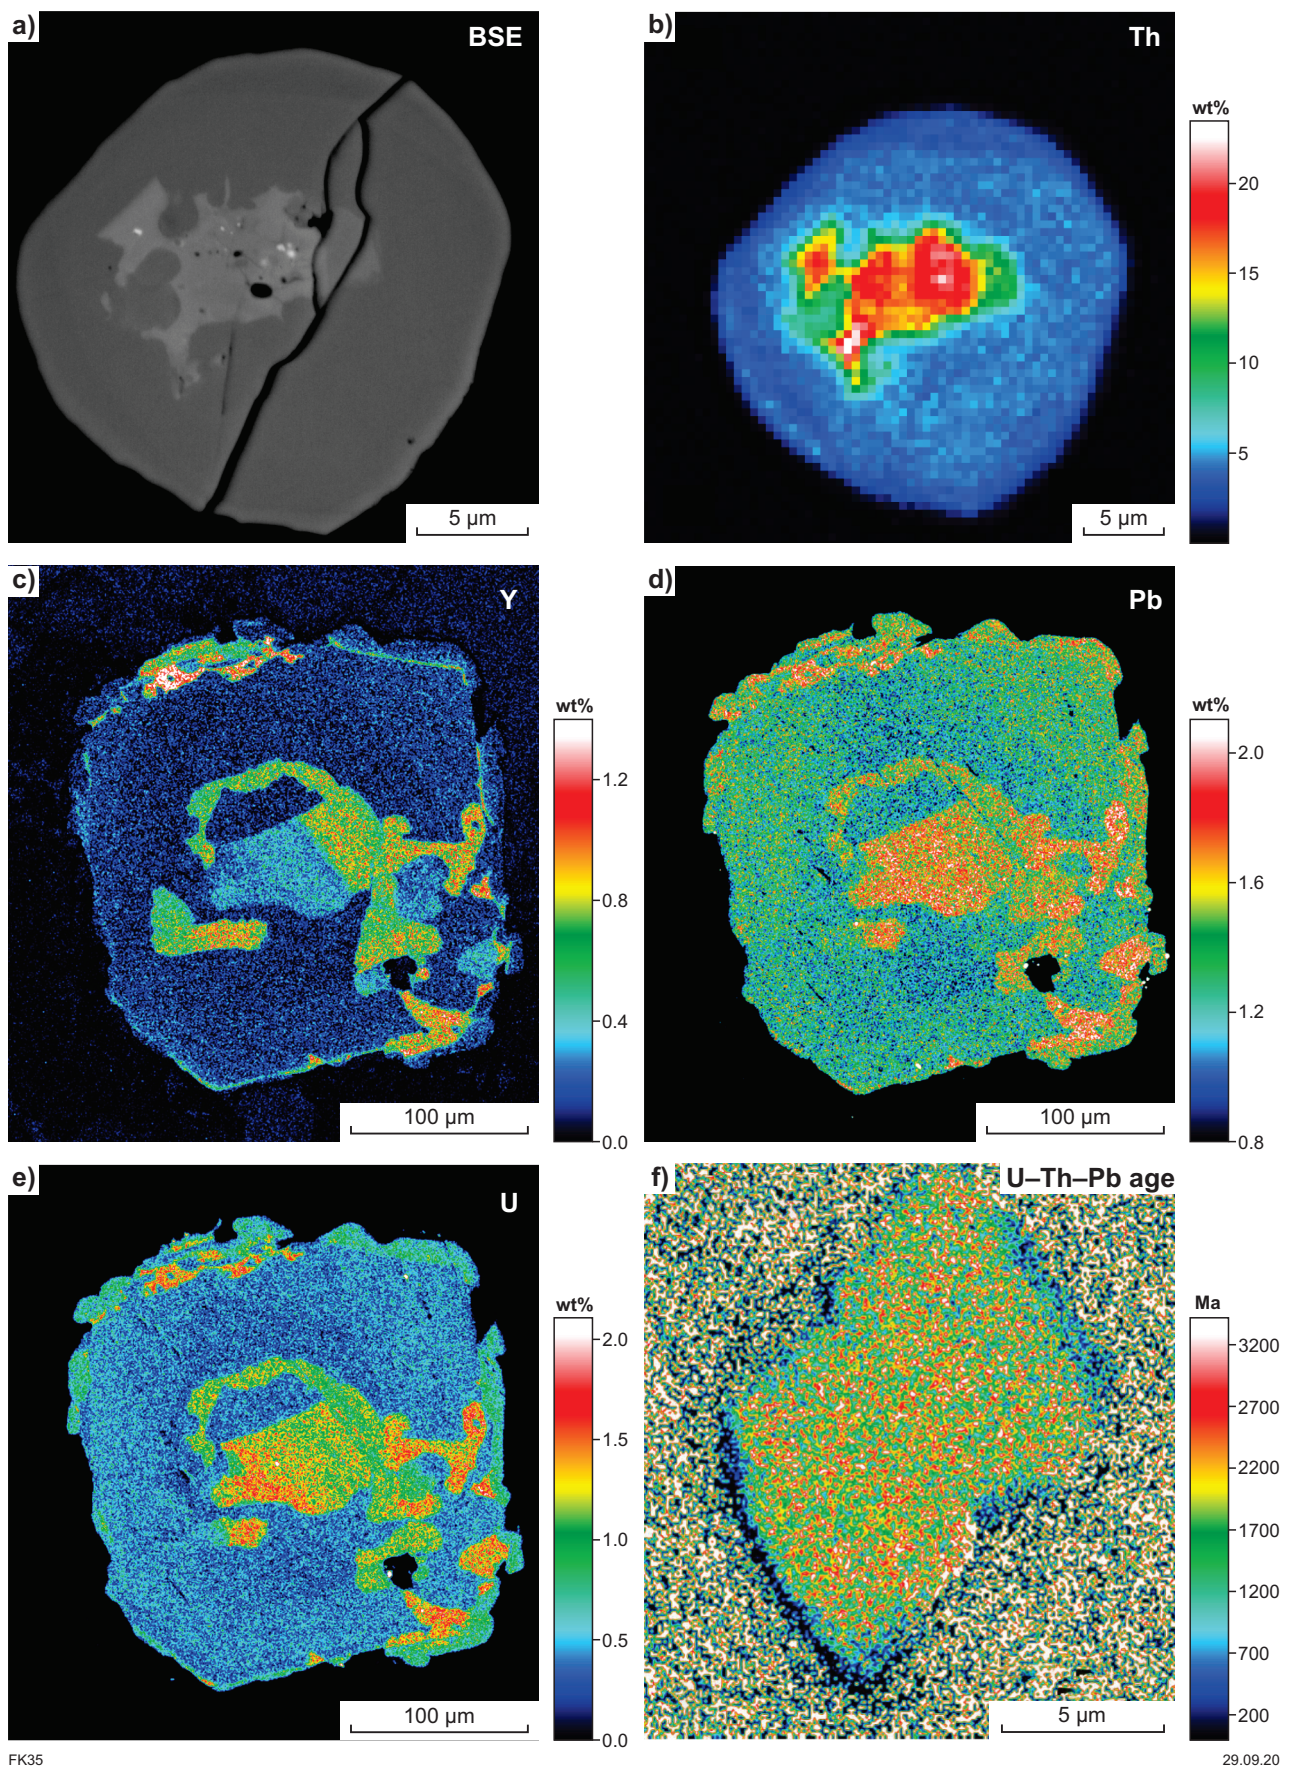 a)
BSE
5 µm
b)
Th
5 µm
wt%
20
15
10
5
c)
Y
100 µm
wt%
1.2
0.8
0.4
0.0
d)
Pb
100 µm
wt%
2.0
1.6
1.2
0.8
e)
U
100 µm
wt%
2.0
1.5
1.0
0.5
0.0
f)
U–Th–Pb age
5 µm
Ma
3200
2700
2200
1700
1200
700
200
FK35
29.09.20